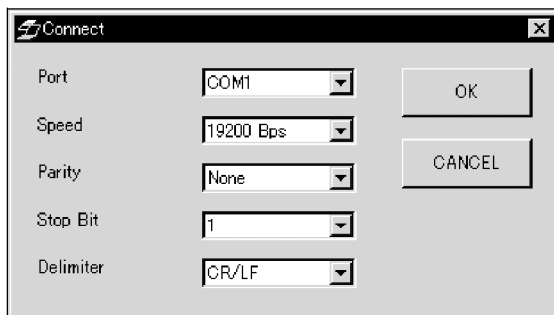 Connect
Port COM1 OK
Speed 19200 Bps
Parity None CANCEL
Stop Bit 1
Delimiter CR/LF